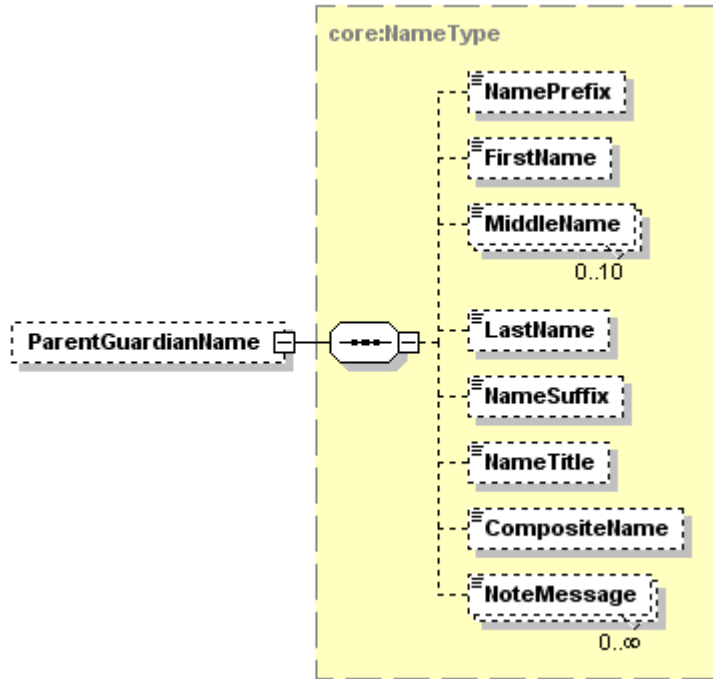 core:NameType
NamePrefix
FirstName
MiddleName
0..10
ParentGuardianName
LastName
NameSuffix
NameTitle
CompositeName
NoteMessage
0..∞